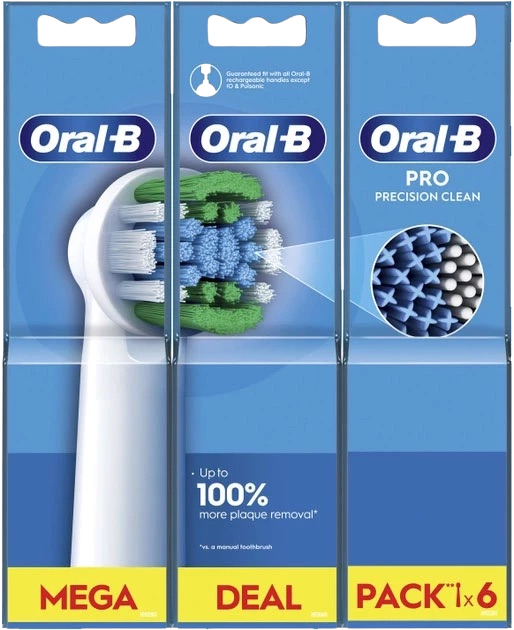 Guaranteed fit with all Oral-B
rechargeable handles except
iO & Pulsonic
Oral-B
Oral-B
Oral-B
PRO
PRECISION CLEAN
· Up to
100%
more plaque removal*
*vs. a manual toothbrush
MEGA
DEAL
PACK x6